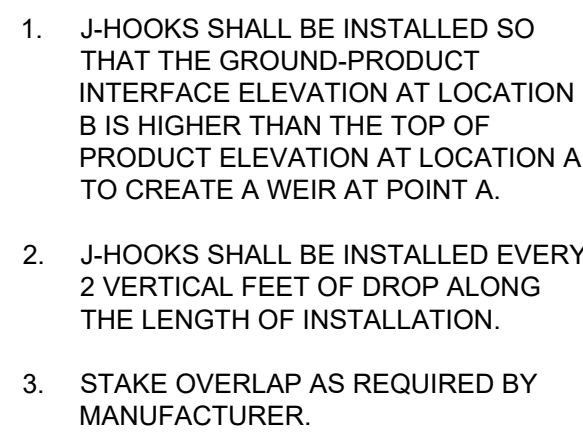 1. J-HOOKS SHALL BE INSTALLED SO
THAT THE GROUND-PRODUCT
INTERFACE ELEVATION AT LOCATION
B IS HIGHER THAN THE TOP OF
PRODUCT ELEVATION AT LOCATION A
TO CREATE A WEIR AT POINT A.
2. J-HOOKS SHALL BE INSTALLED EVERY
2 VERTICAL FEET OF DROP ALONG
THE LENGTH OF INSTALLATION.
3. STAKE OVERLAP AS REQUIRED BY
MANUFACTURER.